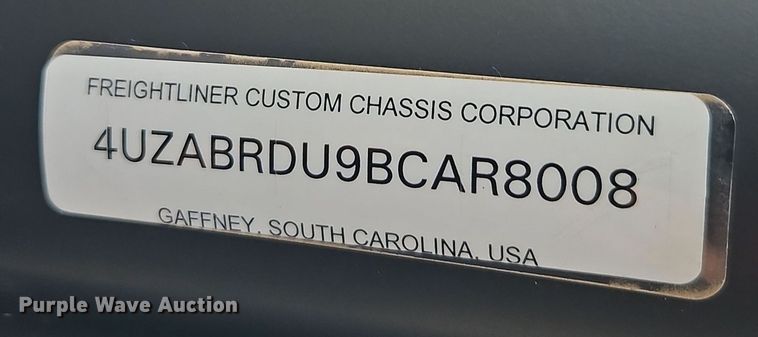 FREIGHTLINER CUSTOM CHASSIS CORPORATION
4UZABRDU9BCAR8008
GAFFNEY, SOUTH CAROLINA, USA
Purple Wave Auction